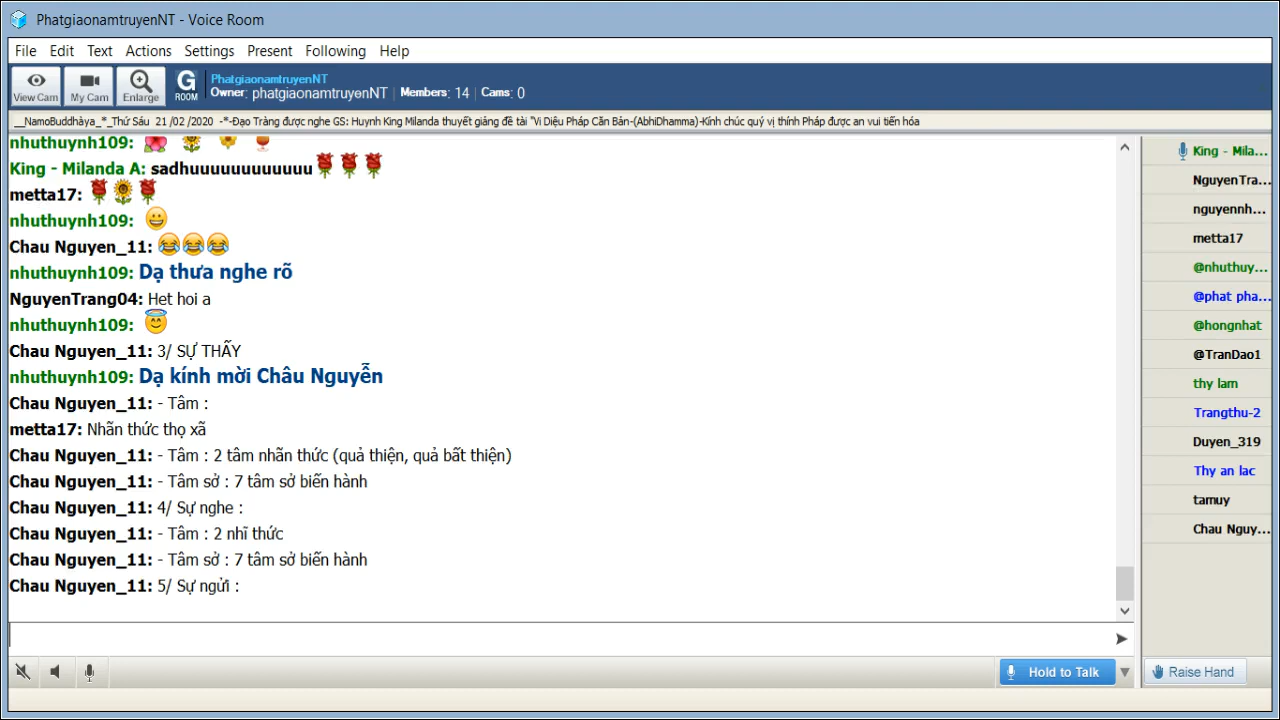 PhatgiaonamtruyenNT - Voice Room
File Edit Text Actions Settings Present Following Help
View Cam My Cam Enlarge G ROOM PhatgiaonamtruyenNT
Owner: phatgiaonamtruyenNT Members: 14 Cams: 0
__NamoBuddhàya_*_Thứ Sáu 21 /02 /2020 -*-Đạo Tràng được nghe GS: Huynh King Milanda thuyết giảng đề tài "Vi Diệu Pháp Căn Bản-(AbhiDhamma)-Kính chúc quý vị thính Pháp được an vui tiến hóa
nhuthuynh109:
King - Milanda A: sadhuuuuuuuuuuuu
metta17:
nhuthuynh109:
Chau Nguyen_11:
nhuthuynh109: Dạ thưa nghe rõ
NguyenTrang04: Het hoi a
nhuthuynh109:
Chau Nguyen_11: 3/ SỰ THẤY
nhuthuynh109: Dạ kính mời Châu Nguyễn
Chau Nguyen_11: - Tâm :
metta17: Nhãn thức thọ xã
Chau Nguyen_11: - Tâm : 2 tâm nhãn thức (quả thiện, quả bất thiện)
Chau Nguyen_11: - Tâm sở : 7 tâm sở biến hành
Chau Nguyen_11: 4/ Sự nghe :
Chau Nguyen_11: - Tâm : 2 nhĩ thức
Chau Nguyen_11: - Tâm sở : 7 tâm sở biến hành
Chau Nguyen_11: 5/ Sự ngửi :
King - Mila...
NguyenTra...
nguyennh...
metta17
@nhuthuy...
@phat pha...
@hongnhat
@TranDao1
thy lam
Trangthu-2
Duyen_319
Thy an lac
tamuy
Chau Nguy...
Hold to Talk
Raise Hand